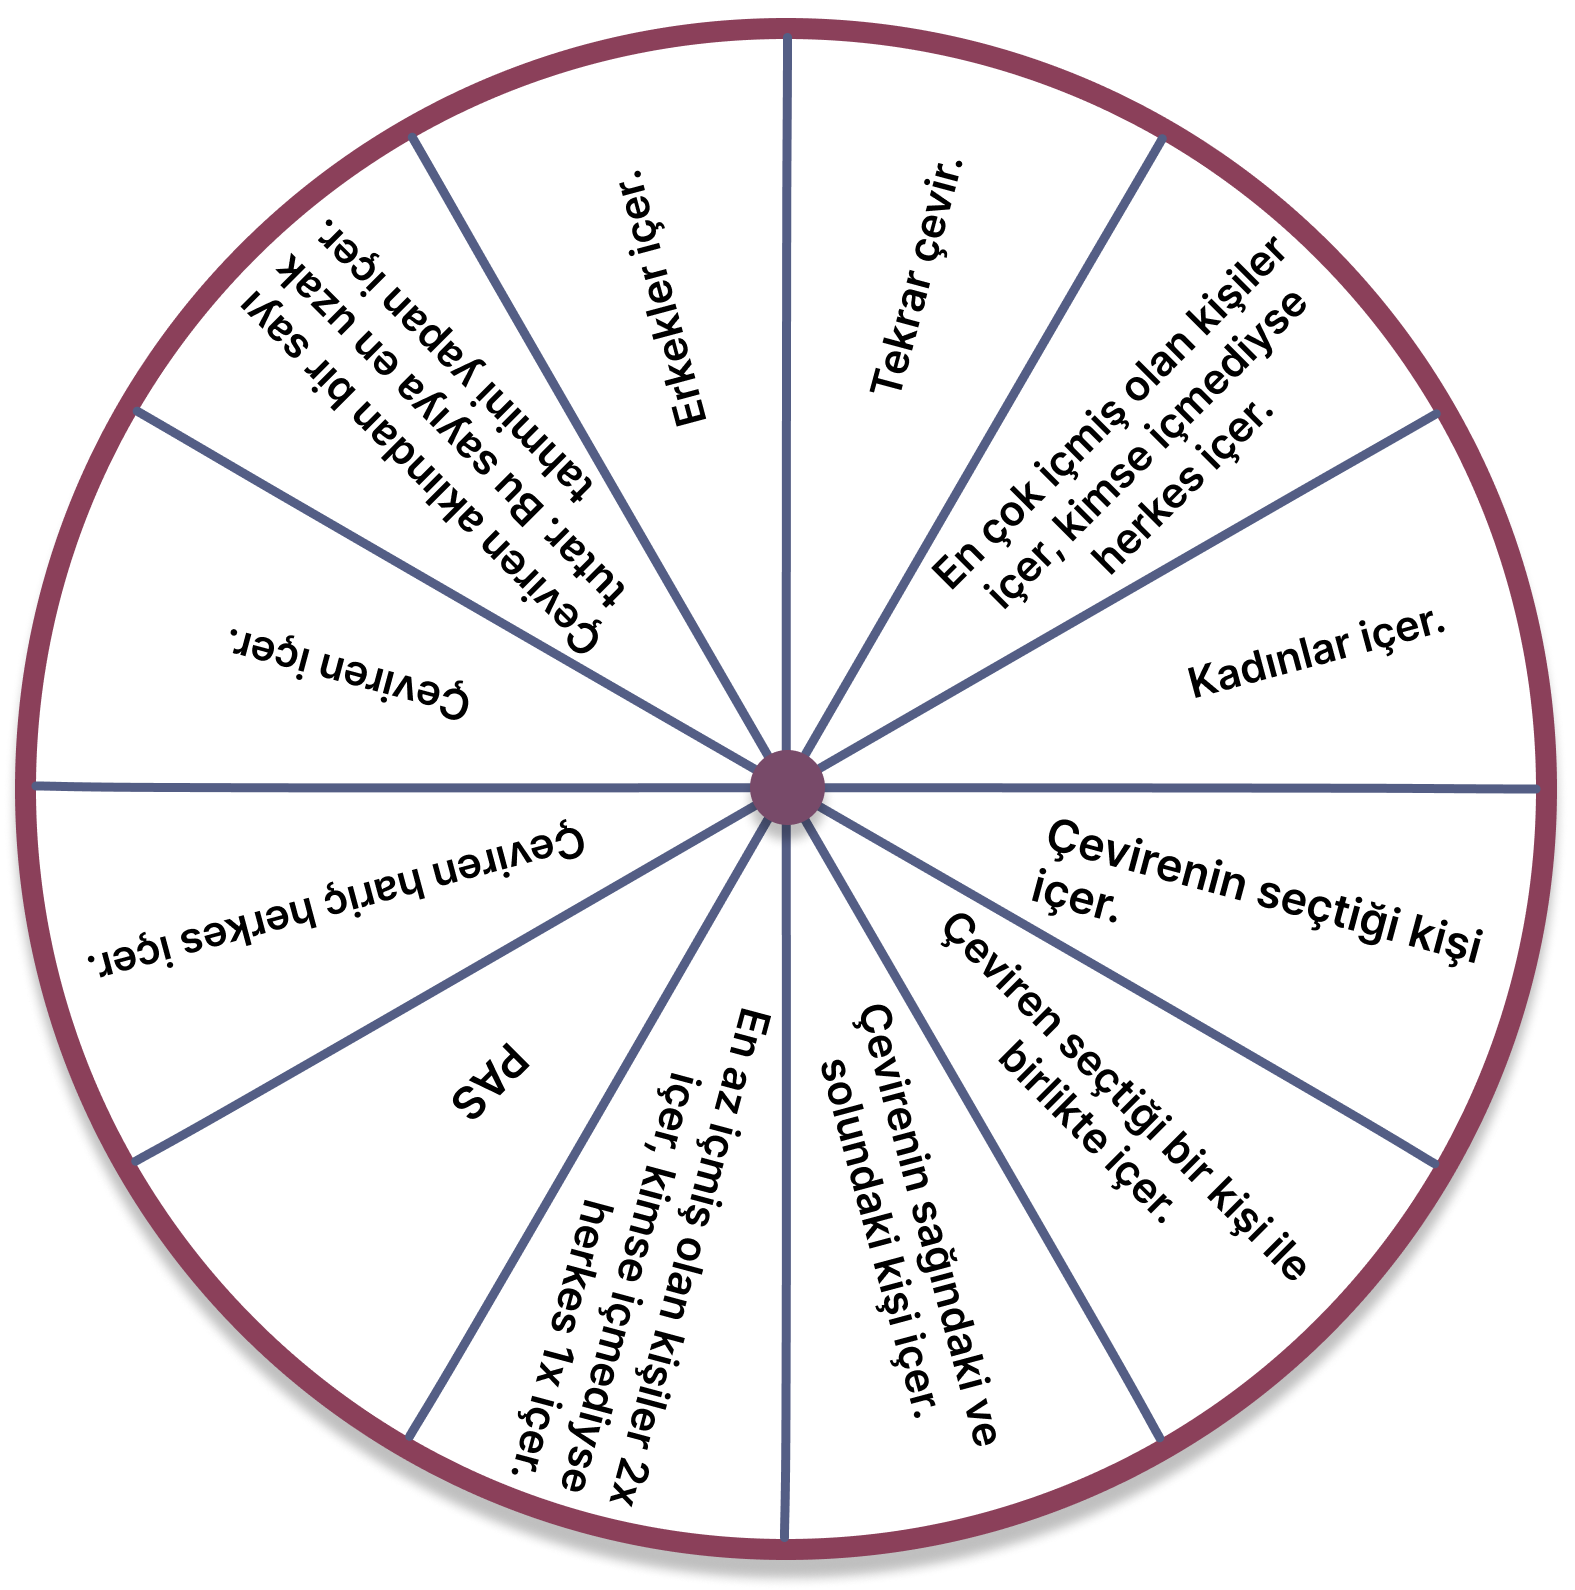 Tekrar çevir.
En çok içmiş olan kişiler
içer, kimse içmediyse
herkes içer.
Kadınlar içer.
Çevirenin seçtiği kişi
içer.
Çeviren seçtiği bir kişi ile
birlikte içer.
Çevirenin sağındaki ve
solundaki kişi içer.
En az içmiş olan kişiler 2x
içer, kimse içmediyse
herkes 1x içer.
PAS
Çeviren hariç herkes içer.
Çeviren içer.
Çeviren aklından bir sayı
tutar. Bu sayıya en uzak
tahmini yapan içer.
Erkekler içer.